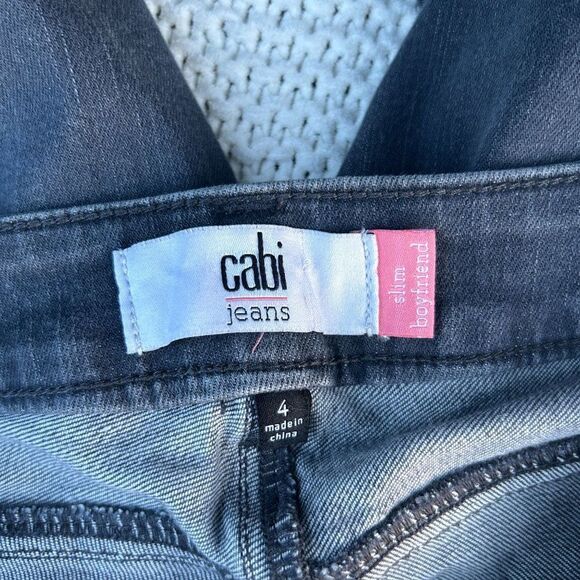 cabi
jeans
slim
boyfriend
4
made in
china